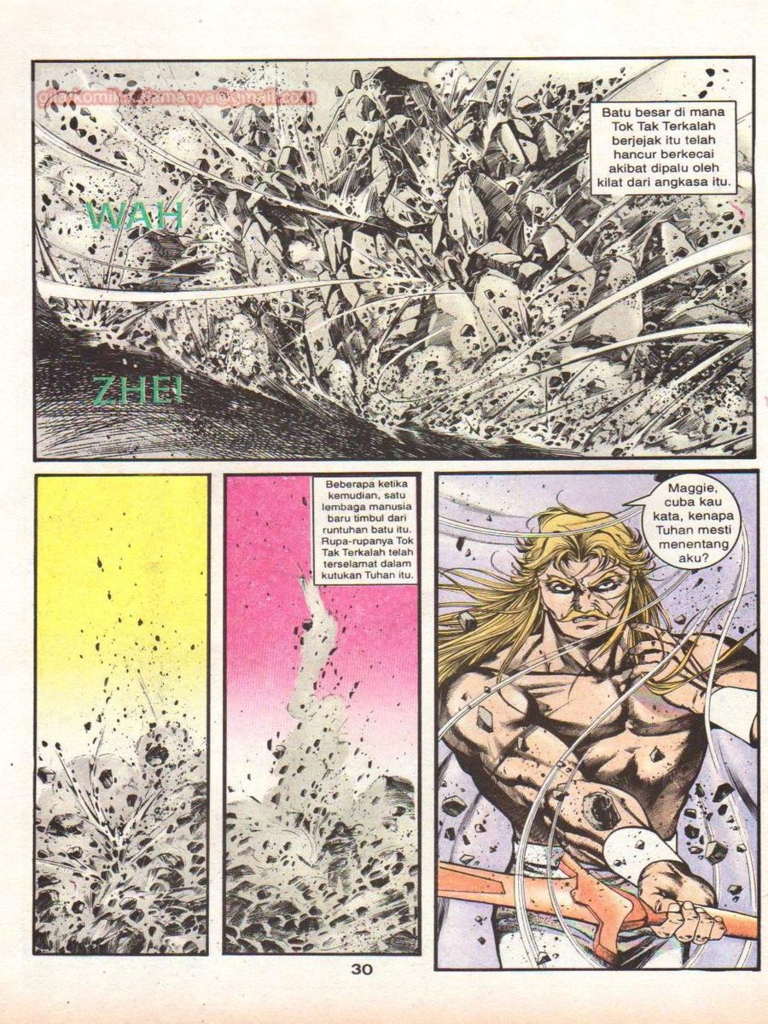 Batu besar di mana
Tok Tak Terkalah
berjejak itu telah
hancur berkecai
akibat dipalu oleh
kilat dari angkasa itu.
WAH
ZHE!
Beberapa ketika
kemudian, satu
lembaga manusia
baru timbul dari
runtuhan batu itu.
Rupa-rupanya Tok
Tak Terkalah telah
terselamat dalam
kutukan Tuhan itu.
Maggie,
cuba kau
kata, kenapa
Tuhan mesti
menentang
aku?
30